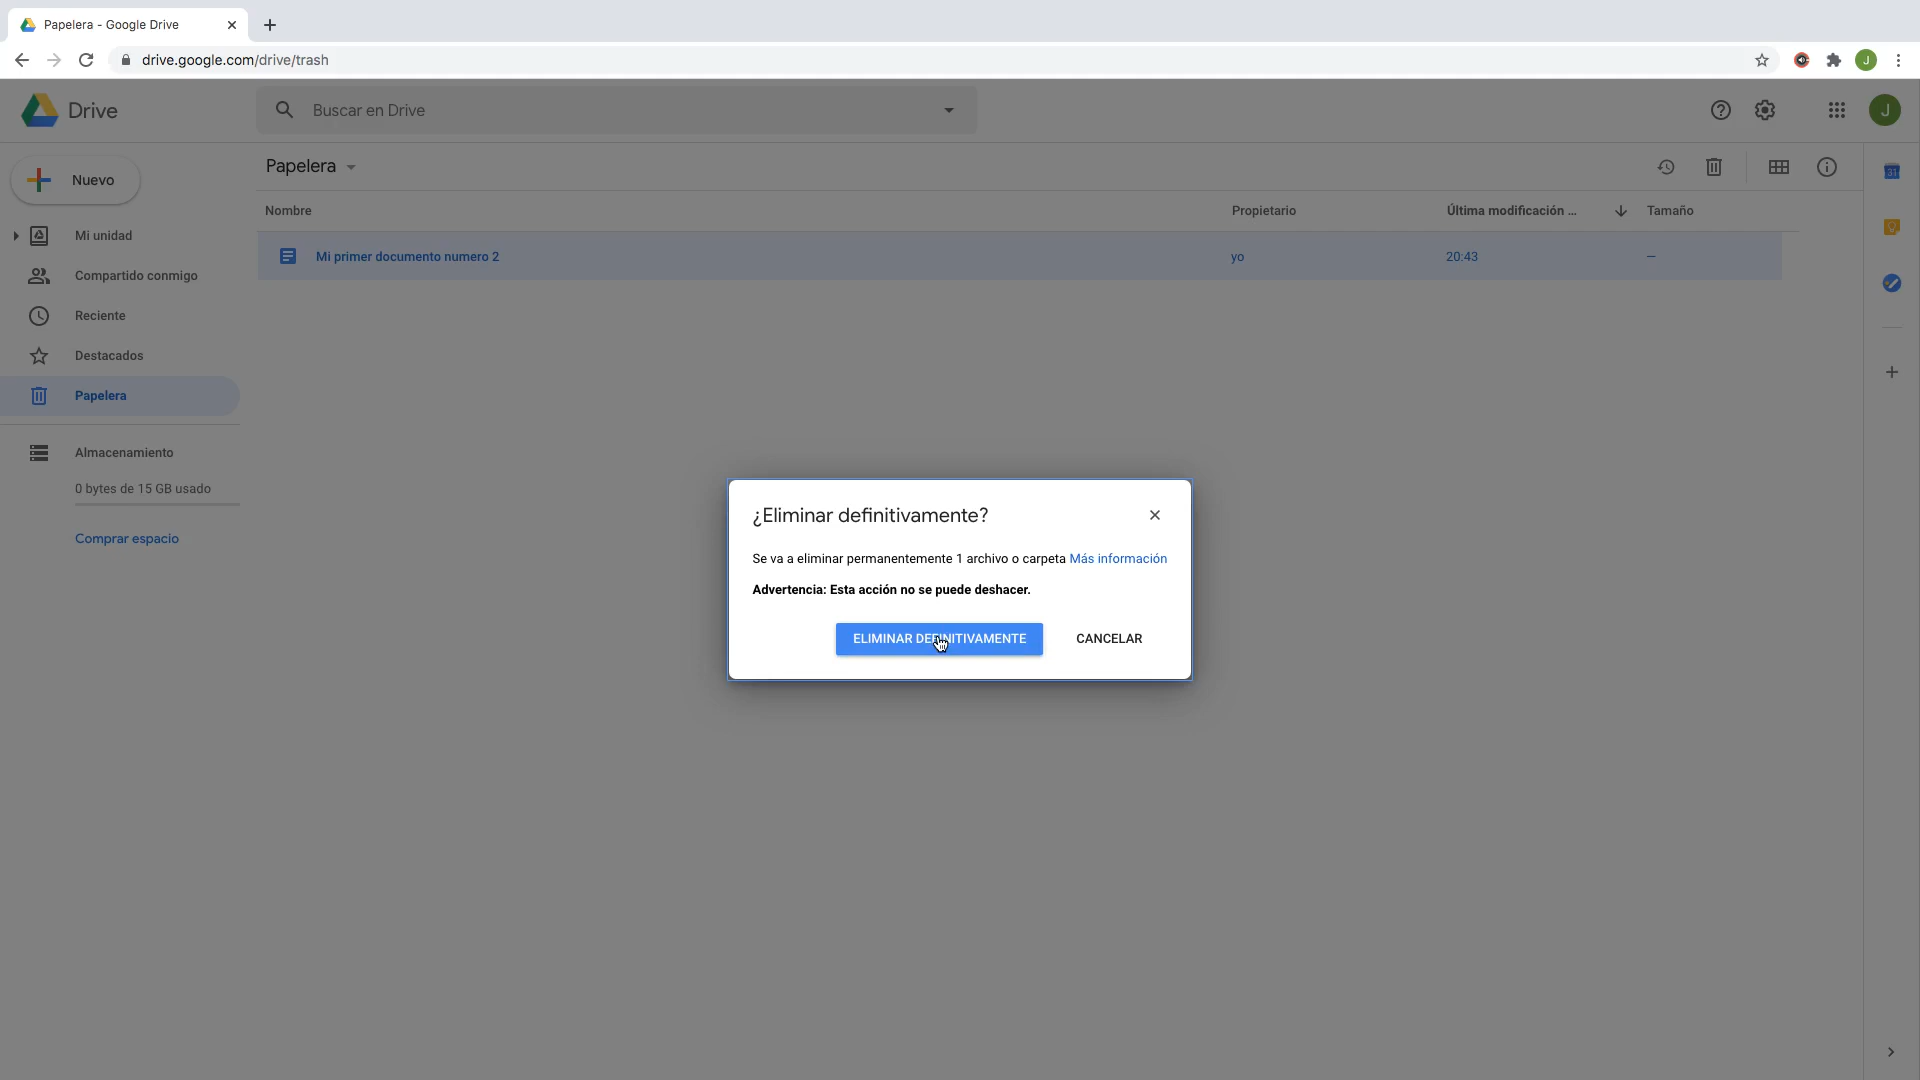 Papelera - Google Drive
drive.google.com/drive/trash
J
Drive
Buscar en Drive
J
Nuevo
Papelera
31
Nombre
Propietario
Última modificación ...
Tamaño
Mi unidad
Mi primer documento numero 2
yo
20:43
—
Compartido conmigo
Reciente
Destacados
Papelera
Almacenamiento
0 bytes de 15 GB usado
Comprar espacio
¿Eliminar definitivamente?
Se va a eliminar permanentemente 1 archivo o carpeta Más información
Advertencia: Esta acción no se puede deshacer.
ELIMINAR DEFINITIVAMENTE
CANCELAR